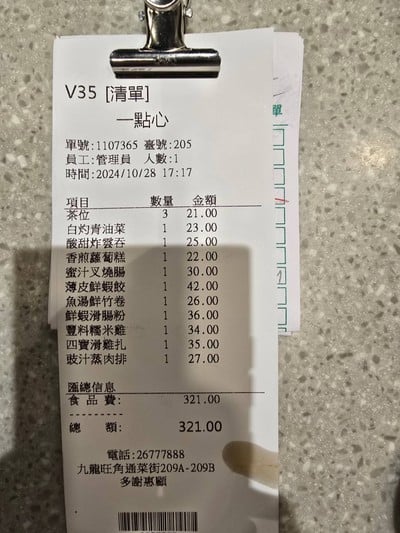 V35 [清單]
一點心
單號:1107365 臺號:205
員工:管理員 人數:1
時間:2024/10/28 17:17
項目 數量 金額
茶位 3 21.00
白灼青油菜 1 23.00
酸甜炸雲吞 1 25.00
香煎蘿蔔糕 1 22.00
蜜汁叉燒腸 1 30.00
薄皮鮮蝦餃 1 42.00
魚湯鮮竹卷 1 26.00
鮮蝦滑腸粉 1 36.00
豐料糯米雞 1 34.00
四寶滑雞扎 1 35.00
豉汁蒸肉排 1 27.00
匯總信息
食品費: 321.00
---------
總額: 321.00
電話:26777888
九龍旺角通菜街209A-209B
多謝惠顧
單